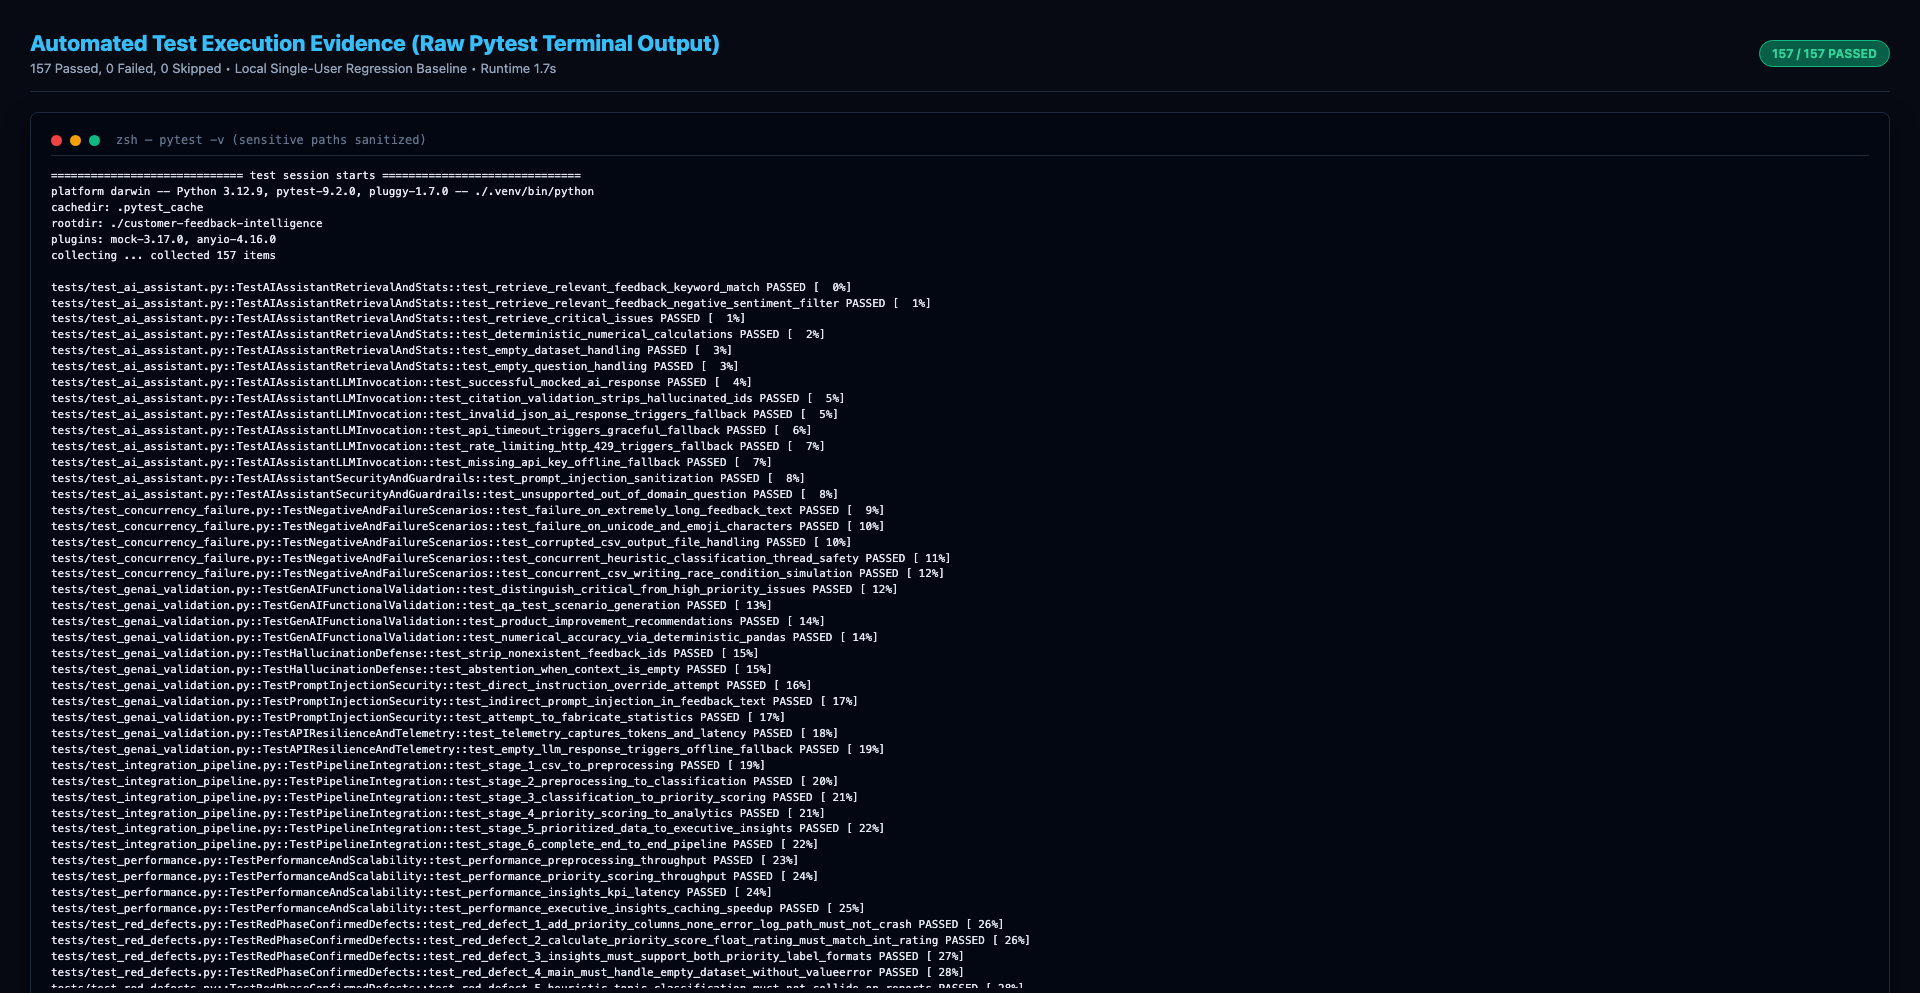 Automated Test Execution Evidence (Raw Pytest Terminal Output)
157 Passed, 0 Failed, 0 Skipped • Local Single-User Regression Baseline • Runtime 1.7s
157 / 157 PASSED
zsh — pytest -v (sensitive paths sanitized)
============================= test session starts ==============================
platform darwin -- Python 3.12.9, pytest-9.2.0, pluggy-1.7.0 -- ./.venv/bin/python
cachedir: .pytest_cache
rootdir: ./customer-feedback-intelligence
plugins: mock-3.17.0, anyio-4.16.0
collecting ... collected 157 items
tests/test_ai_assistant.py::TestAIAssistantRetrievalAndStats::test_retrieve_relevant_feedback_keyword_match PASSED [  0%]
tests/test_ai_assistant.py::TestAIAssistantRetrievalAndStats::test_retrieve_relevant_feedback_negative_sentiment_filter PASSED [  1%]
tests/test_ai_assistant.py::TestAIAssistantRetrievalAndStats::test_retrieve_critical_issues PASSED [  1%]
tests/test_ai_assistant.py::TestAIAssistantRetrievalAndStats::test_deterministic_numerical_calculations PASSED [  2%]
tests/test_ai_assistant.py::TestAIAssistantRetrievalAndStats::test_empty_dataset_handling PASSED [  3%]
tests/test_ai_assistant.py::TestAIAssistantRetrievalAndStats::test_empty_question_handling PASSED [  3%]
tests/test_ai_assistant.py::TestAIAssistantLLMInvocation::test_successful_mocked_ai_response PASSED [  4%]
tests/test_ai_assistant.py::TestAIAssistantLLMInvocation::test_citation_validation_strips_hallucinated_ids PASSED [  5%]
tests/test_ai_assistant.py::TestAIAssistantLLMInvocation::test_invalid_json_ai_response_triggers_fallback PASSED [  5%]
tests/test_ai_assistant.py::TestAIAssistantLLMInvocation::test_api_timeout_triggers_graceful_fallback PASSED [  6%]
tests/test_ai_assistant.py::TestAIAssistantLLMInvocation::test_rate_limiting_http_429_triggers_fallback PASSED [  7%]
tests/test_ai_assistant.py::TestAIAssistantLLMInvocation::test_missing_api_key_offline_fallback PASSED [  7%]
tests/test_ai_assistant.py::TestAIAssistantSecurityAndGuardrails::test_prompt_injection_sanitization PASSED [  8%]
tests/test_ai_assistant.py::TestAIAssistantSecurityAndGuardrails::test_unsupported_out_of_domain_question PASSED [  8%]
tests/test_concurrency_failure.py::TestNegativeAndFailureScenarios::test_failure_on_extremely_long_feedback_text PASSED [  9%]
tests/test_concurrency_failure.py::TestNegativeAndFailureScenarios::test_failure_on_unicode_and_emoji_characters PASSED [ 10%]
tests/test_concurrency_failure.py::TestNegativeAndFailureScenarios::test_corrupted_csv_output_file_handling PASSED [ 10%]
tests/test_concurrency_failure.py::TestNegativeAndFailureScenarios::test_concurrent_heuristic_classification_thread_safety PASSED [ 11%]
tests/test_concurrency_failure.py::TestNegativeAndFailureScenarios::test_concurrent_csv_writing_race_condition_simulation PASSED [ 12%]
tests/test_genai_validation.py::TestGenAIFunctionalValidation::test_distinguish_critical_from_high_priority_issues PASSED [ 12%]
tests/test_genai_validation.py::TestGenAIFunctionalValidation::test_qa_test_scenario_generation PASSED [ 13%]
tests/test_genai_validation.py::TestGenAIFunctionalValidation::test_product_improvement_recommendations PASSED [ 14%]
tests/test_genai_validation.py::TestGenAIFunctionalValidation::test_numerical_accuracy_via_deterministic_pandas PASSED [ 14%]
tests/test_genai_validation.py::TestHallucinationDefense::test_strip_nonexistent_feedback_ids PASSED [ 15%]
tests/test_genai_validation.py::TestHallucinationDefense::test_abstention_when_context_is_empty PASSED [ 15%]
tests/test_genai_validation.py::TestPromptInjectionSecurity::test_direct_instruction_override_attempt PASSED [ 16%]
tests/test_genai_validation.py::TestPromptInjectionSecurity::test_indirect_prompt_injection_in_feedback_text PASSED [ 17%]
tests/test_genai_validation.py::TestPromptInjectionSecurity::test_attempt_to_fabricate_statistics PASSED [ 17%]
tests/test_genai_validation.py::TestAPIResilienceAndTelemetry::test_telemetry_captures_tokens_and_latency PASSED [ 18%]
tests/test_genai_validation.py::TestAPIResilienceAndTelemetry::test_empty_llm_response_triggers_offline_fallback PASSED [ 19%]
tests/test_integration_pipeline.py::TestPipelineIntegration::test_stage_1_csv_to_preprocessing PASSED [ 19%]
tests/test_integration_pipeline.py::TestPipelineIntegration::test_stage_2_preprocessing_to_classification PASSED [ 20%]
tests/test_integration_pipeline.py::TestPipelineIntegration::test_stage_3_classification_to_priority_scoring PASSED [ 21%]
tests/test_integration_pipeline.py::TestPipelineIntegration::test_stage_4_priority_scoring_to_analytics PASSED [ 21%]
tests/test_integration_pipeline.py::TestPipelineIntegration::test_stage_5_prioritized_data_to_executive_insights PASSED [ 22%]
tests/test_integration_pipeline.py::TestPipelineIntegration::test_stage_6_complete_end_to_end_pipeline PASSED [ 22%]
tests/test_performance.py::TestPerformanceAndScalability::test_performance_preprocessing_throughput PASSED [ 23%]
tests/test_performance.py::TestPerformanceAndScalability::test_performance_priority_scoring_throughput PASSED [ 24%]
tests/test_performance.py::TestPerformanceAndScalability::test_performance_insights_kpi_latency PASSED [ 24%]
tests/test_performance.py::TestPerformanceAndScalability::test_performance_executive_insights_caching_speedup PASSED [ 25%]
tests/test_red_defects.py::TestRedPhaseConfirmedDefects::test_red_defect_1_add_priority_columns_none_error_log_path_must_not_crash PASSED [ 26%]
tests/test_red_defects.py::TestRedPhaseConfirmedDefects::test_red_defect_2_calculate_priority_score_float_rating_must_match_int_rating PASSED [ 26%]
tests/test_red_defects.py::TestRedPhaseConfirmedDefects::test_red_defect_3_insights_must_support_both_priority_label_formats PASSED [ 27%]
tests/test_red_defects.py::TestRedPhaseConfirmedDefects::test_red_defect_4_main_must_handle_empty_dataset_without_valueerror PASSED [ 28%]
tests/test_red_defects.py::TestRedPhaseConfirmedDefects::test_red_defect_5_heuristic_topic_classification_must_not_collide_on_reports PASSED [ 28%]